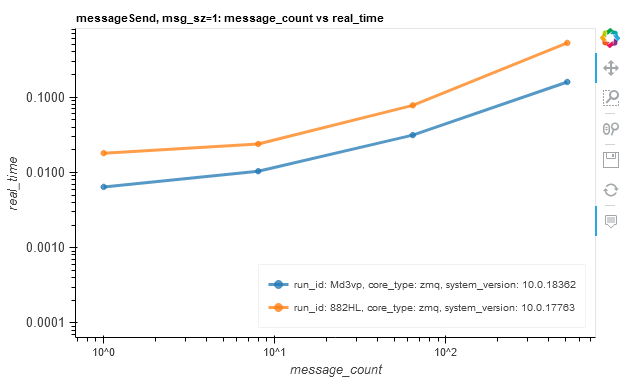 messageSend, msg_sz=1: message_count vs real_time
0.1000
0.0100
0.0010
0.0001
real_time
run_id: Md3vp, core_type: zmq, system_version: 10.0.18362
run_id: 882HL, core_type: zmq, system_version: 10.0.17763
10^0
10^1
10^2
message_count